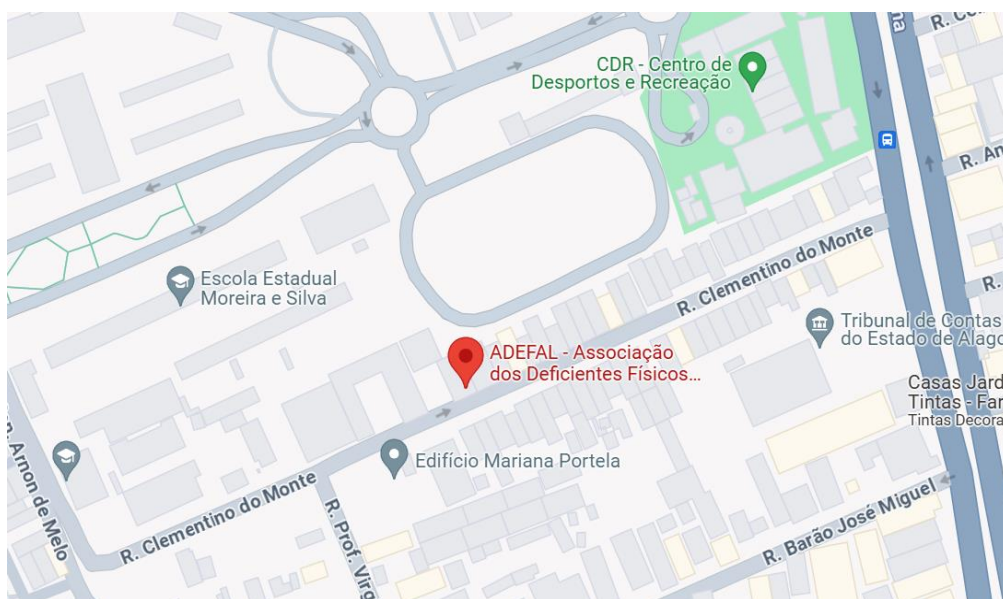 CDR - Centro de
Desportos e Recreação
R. Clementino do Monte
Escola Estadual
Moreira e Silva
Tribunal de Contas
do Estado de Alago
ADEFAL - Associação
dos Deficientes Físicos...
Casas Jard
Tintas - Far
Tintas Decora
Edifício Mariana Portela
R. Clementino do Monte
R. Prof. Virg
R. Barão José Miguel
Arnon de Melo
R. An
R.